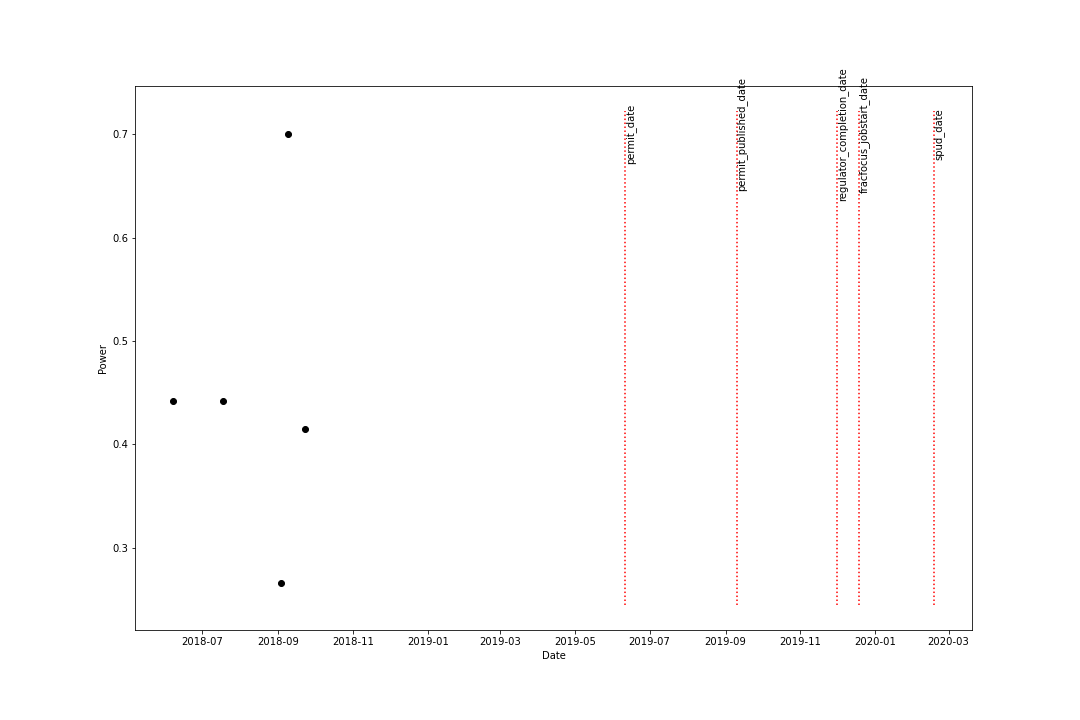 regulator_completion_date
fracfocus_jobstart_date
permit_published_date
permit_date
spud_date
0.7
0.6
0.5
0.4
0.3
Power
2018-07 2018-09 2018-11 2019-01 2019-03 2019-05 2019-07 2019-09 2019-11 2020-01 2020-03
Date